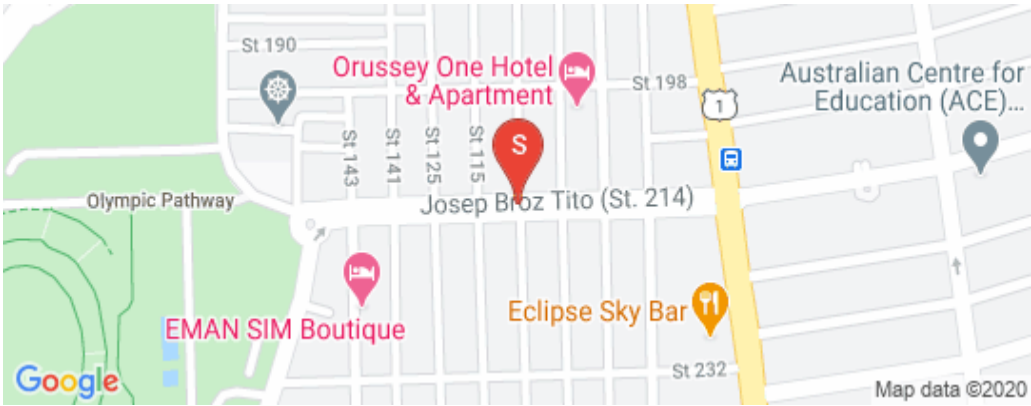 St 190
Orussey One Hotel
& Apartment
St 198
1
Australian Centre for
Education (ACE)...
St 143
St 141
St 125
St 115
S
Olympic Pathway
Josep Broz Tito (St. 214)
EMAN SIM Boutique
Eclipse Sky Bar
St 232
Google
Map data ©2020